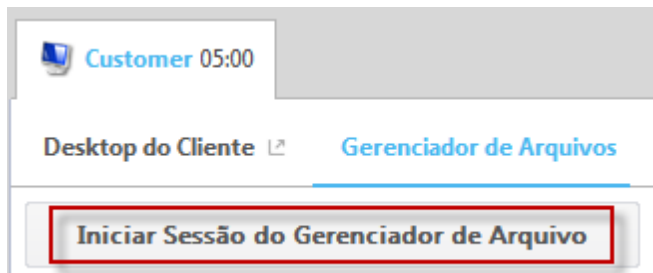 Customer 05:00
Desktop do Cliente Gerenciador de Arquivos
Iniciar Sessão do Gerenciador de Arquivo